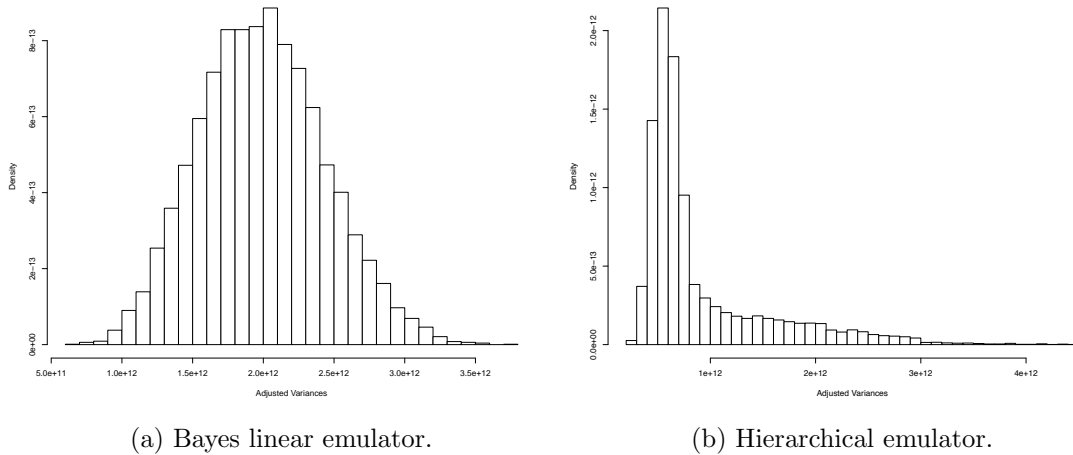 8e−13
6e−13
4e−13
2e−13
0e+00
Density
5.0e+11 1.0e+12 1.5e+12 2.0e+12 2.5e+12 3.0e+12 3.5e+12
Adjusted Variances
(a) Bayes linear emulator.
2.0e−12
1.5e−12
1.0e−12
5.0e−13
0.0e+00
Density
1e+12 2e+12 3e+12 4e+12
Adjusted Variances
(b) Hierarchical emulator.